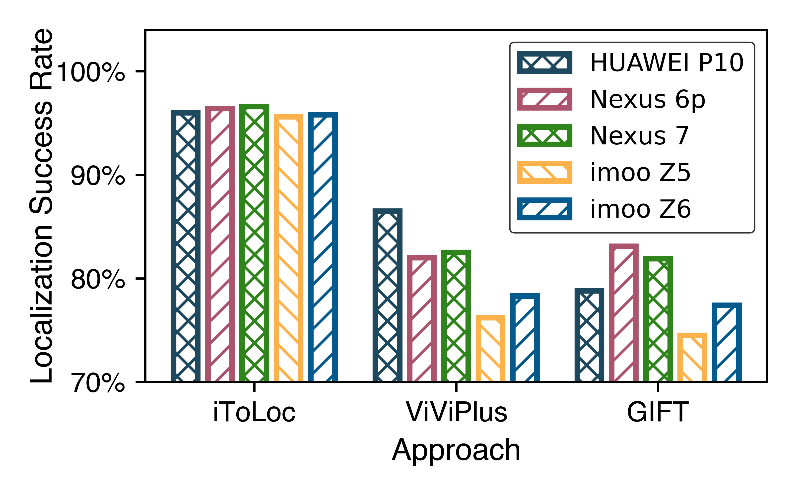 Localization Success Rate
100%
90%
80%
70%
HUAWEI P10
Nexus 6p
Nexus 7
imoo Z5
imoo Z6
iToLoc ViViPlus GIFT
Approach